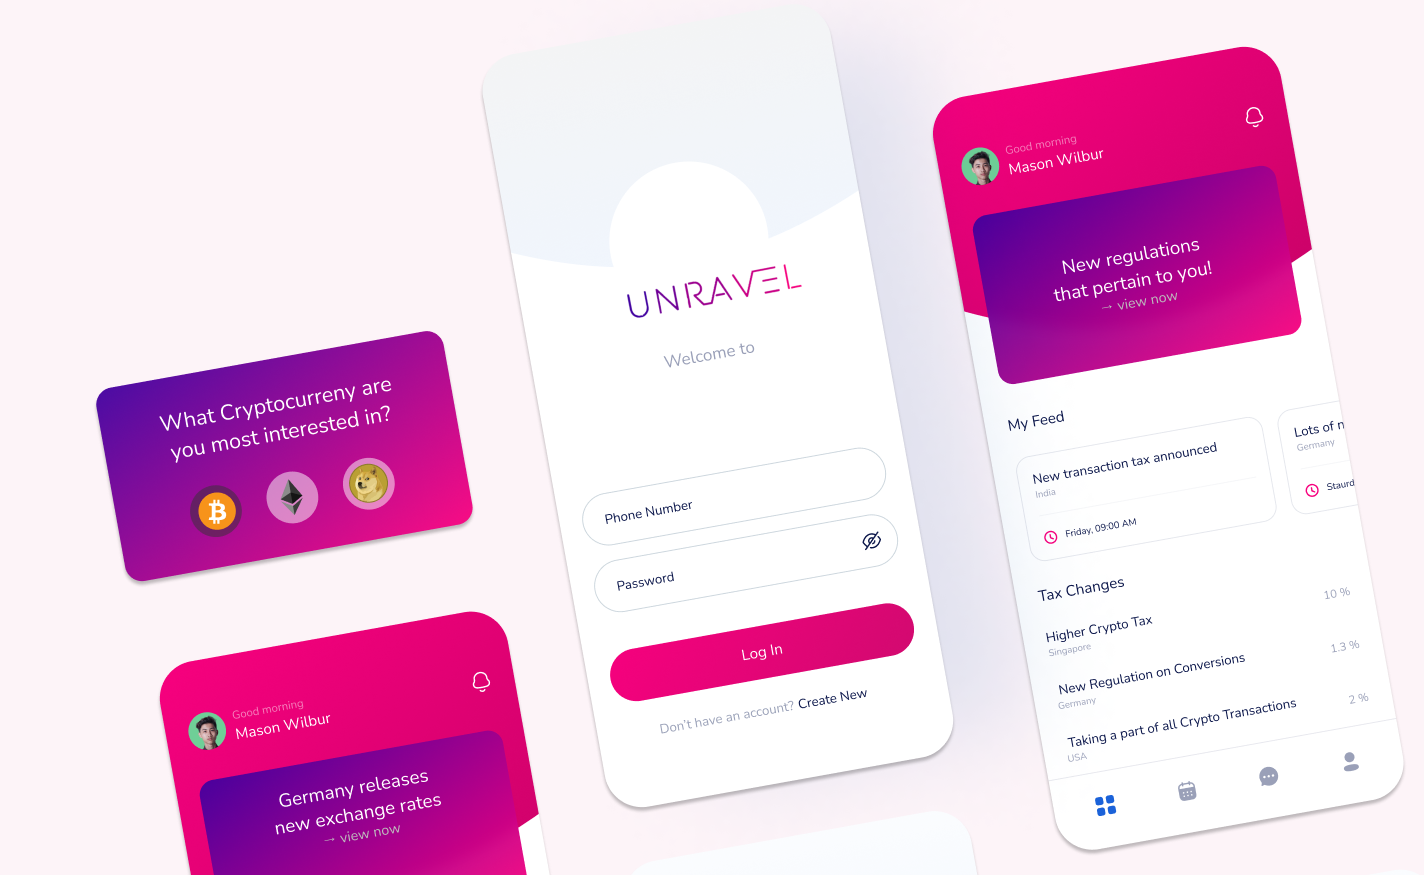 What Cryptocurreny are
you most interested in?
Good morning
Mason Wilbur
Germany releases
new exchange rates
→ view now
UNRAVEL
Welcome to
Phone Number
Password
Log In
Don't have an account? Create New
Good morning
Mason Wilbur
New regulations
that pertain to you!
→ view now
My Feed
New transaction tax announced
India
Friday, 09:00 AM
Lots of n
Germany
Staurd
Tax Changes
Higher Crypto Tax
Singapore
10 %
New Regulation on Conversions
Germany
1.3 %
Taking a part of all Crypto Transactions
USA
2 %